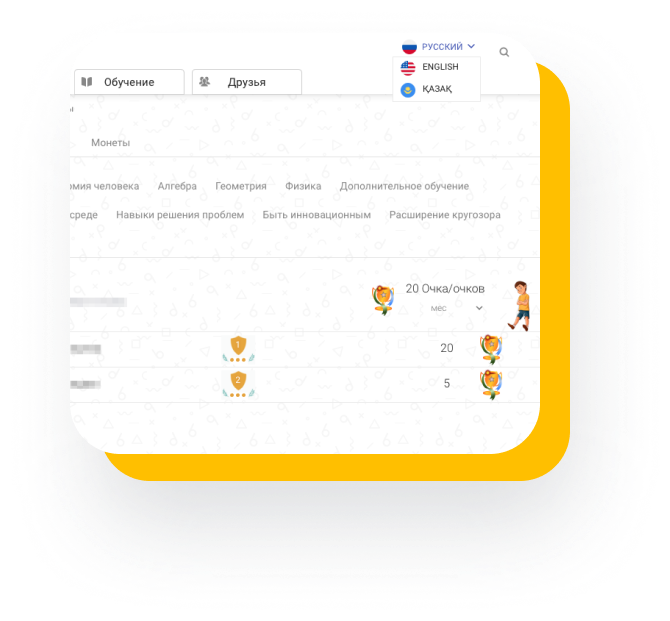 РУССКИЙ
ENGLISH
ҚАЗАҚ
Обучение Друзья
Монеты
человека Алгебра Геометрия Физика Дополнительное обучение
среде Навыки решения проблем Быть инновационным Расширение кругозора
20 Очка/очков
мес
1 20
2 5